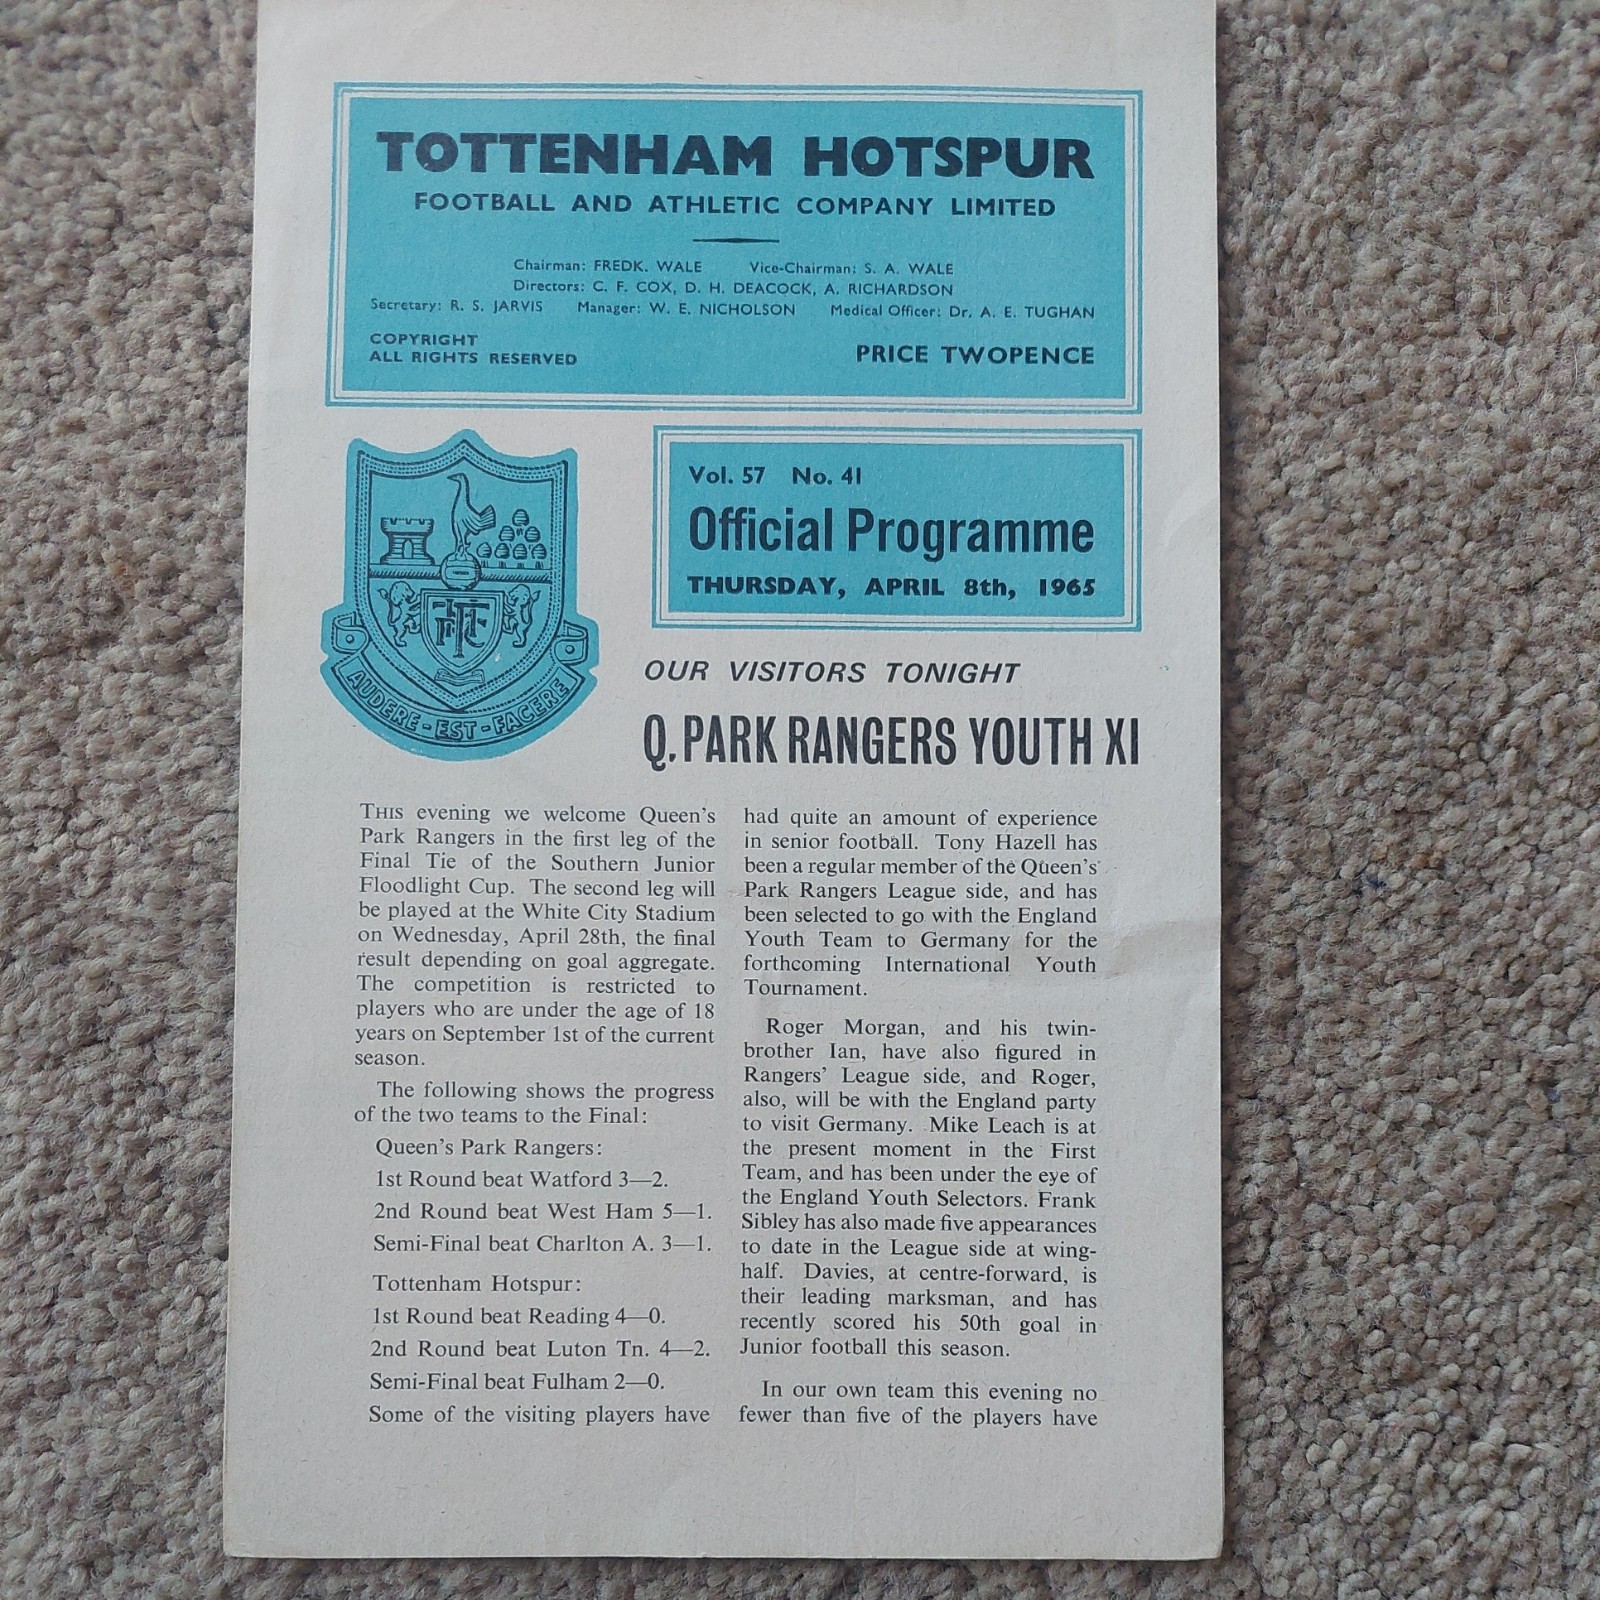 TOTTENHAM HOTSPUR
FOOTBALL AND ATHLETIC COMPANY LIMITED
Chairman: FREDK. WALE Vice-Chairman: S. A. WALE
Directors: C. F. COX, D. H. DEACOCK, A. RICHARDSON
Secretary: R. S. JARVIS Manager: W. E. NICHOLSON Medical Officer: Dr. A. E. TUGHAN
COPYRIGHT
ALL RIGHTS RESERVED
PRICE TWOPENCE
THFC
AUDERE-EST-FACERE
Vol. 57 No. 41
Official Programme
THURSDAY, APRIL 8th, 1965
OUR VISITORS TONIGHT
Q. PARK RANGERS YOUTH XI
THIS evening we welcome Queen's
Park Rangers in the first leg of the
Final Tie of the Southern Junior
Floodlight Cup. The second leg will
be played at the White City Stadium
on Wednesday, April 28th, the final
result depending on goal aggregate.
The competition is restricted to
players who are under the age of 18
years on September 1st of the current
season.
The following shows the progress
of the two teams to the Final:
Queen's Park Rangers:
1st Round beat Watford 3—2.
2nd Round beat West Ham 5—1.
Semi-Final beat Charlton A. 3—1.
Tottenham Hotspur:
1st Round beat Reading 4—0.
2nd Round beat Luton Tn. 4—2.
Semi-Final beat Fulham 2—0.
Some of the visiting players have
had quite an amount of experience
in senior football. Tony Hazell has
been a regular member of the Queen's
Park Rangers League side, and has
been selected to go with the England
Youth Team to Germany for the
forthcoming International Youth
Tournament.
Roger Morgan, and his twin-
brother Ian, have also figured in
Rangers' League side, and Roger,
also, will be with the England party
to visit Germany. Mike Leach is at
the present moment in the First
Team, and has been under the eye of
the England Youth Selectors. Frank
Sibley has also made five appearances
to date in the League side at wing-
half. Davies, at centre-forward, is
their leading marksman, and has
recently scored his 50th goal in
Junior football this season.
In our own team this evening no
fewer than five of the players have